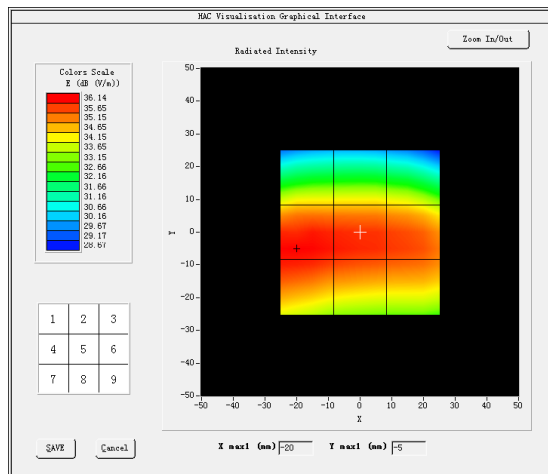 HAC Visualisation Graphical Interface
Zoom In/Out
Radiated Intensity
Colors Scale
E (dB (V/m))
36.14
35.65
35.15
34.65
34.15
33.65
33.15
32.66
32.16
31.66
31.16
30.66
30.16
29.67
29.17
28.67
50
40
30
20
10
0
-10
-20
-30
-40
-50
Y
-50 -40 -30 -20 -10 0 10 20 30 40 50
X
1 2 3
4 5 6
7 8 9
SAVE Cancel X max1 (mm) -20 Y max1 (mm) -5